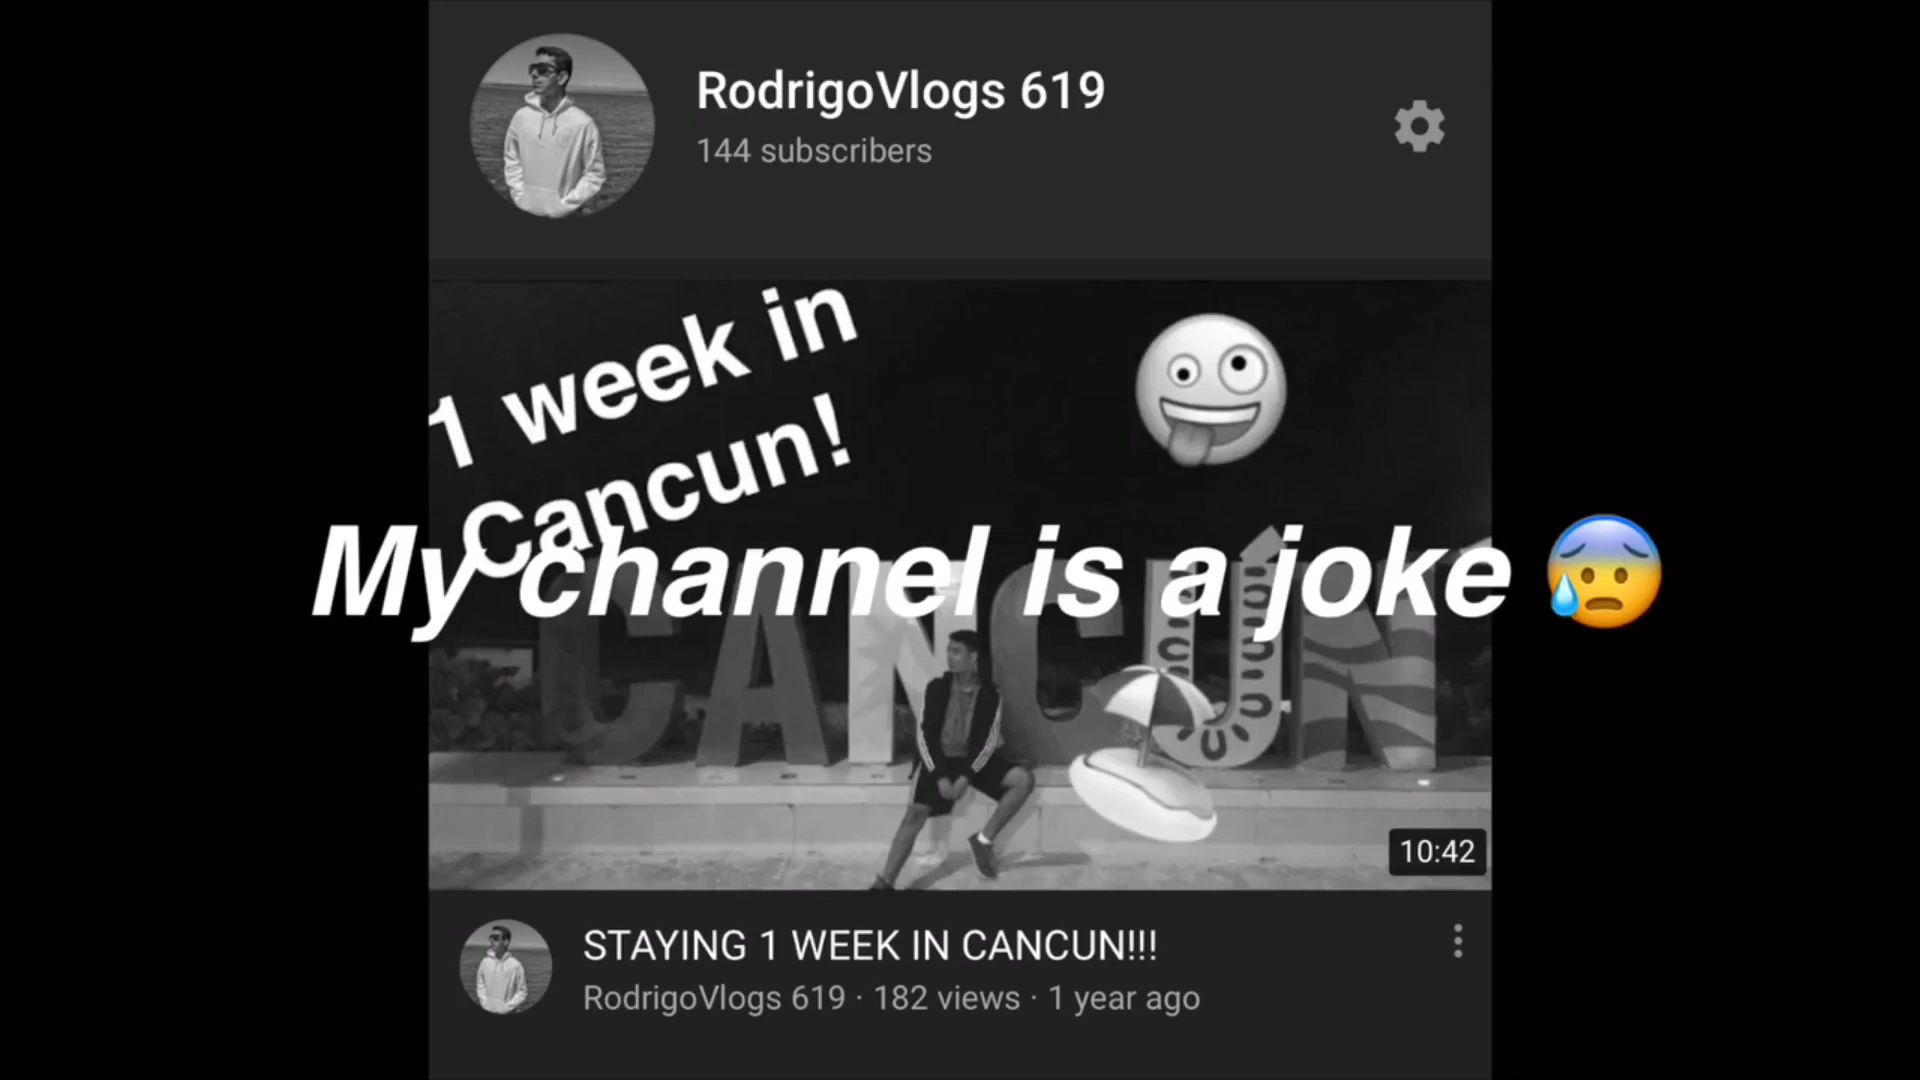 RodrigoVlogs 619
144 subscribers
1 week in
Cancun!
My channel is a joke 😰
CANCÚN
10:42
STAYING 1 WEEK IN CANCUN!!!
RodrigoVlogs 619 · 182 views · 1 year ago